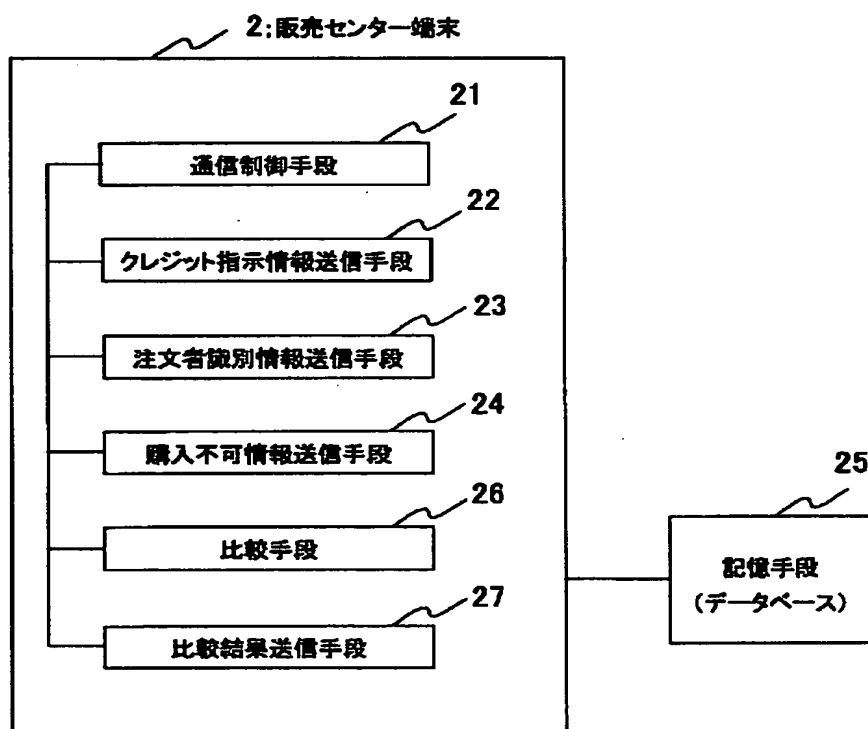 2;販売センター端末
21
通信制御手段
22
クレジット指示情報送信手段
23
注文者識別情報送信手段
24
購入不可情報送信手段
25
26
比較手段
記憶手段
(データベース)
27
比較結果送信手段